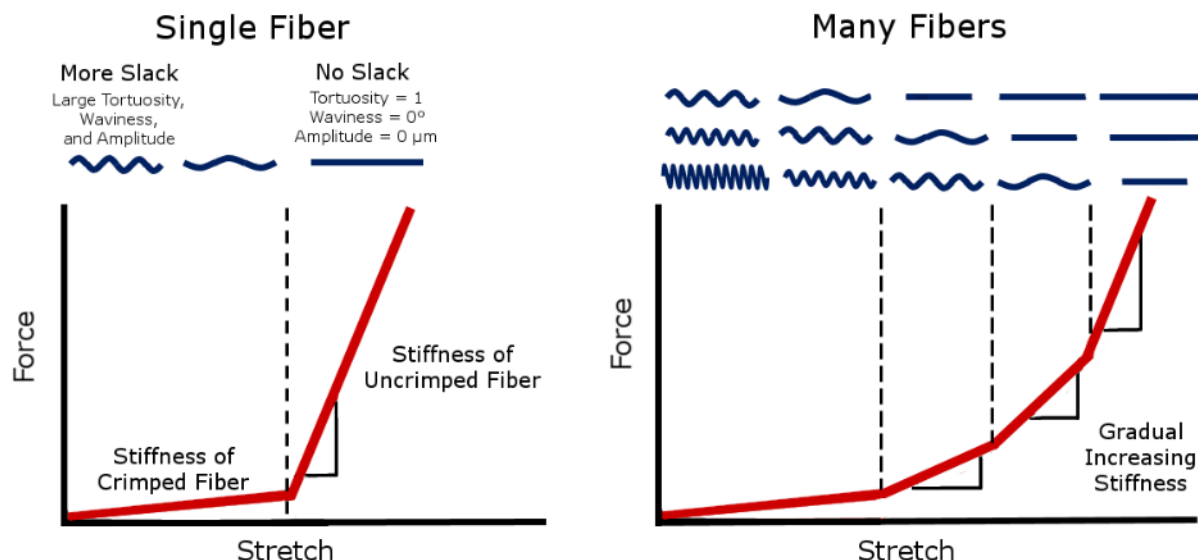 Single Fiber
More Slack
Large Tortuosity,
Waviness,
and Amplitude
No Slack
Tortuosity = 1
Waviness = 0°
Amplitude = 0 µm
Force
Stiffness of
Crimped Fiber
Stiffness of
Uncrimped Fiber
Stretch
Many Fibers
Force
Gradual
Increasing
Stiffness
Stretch